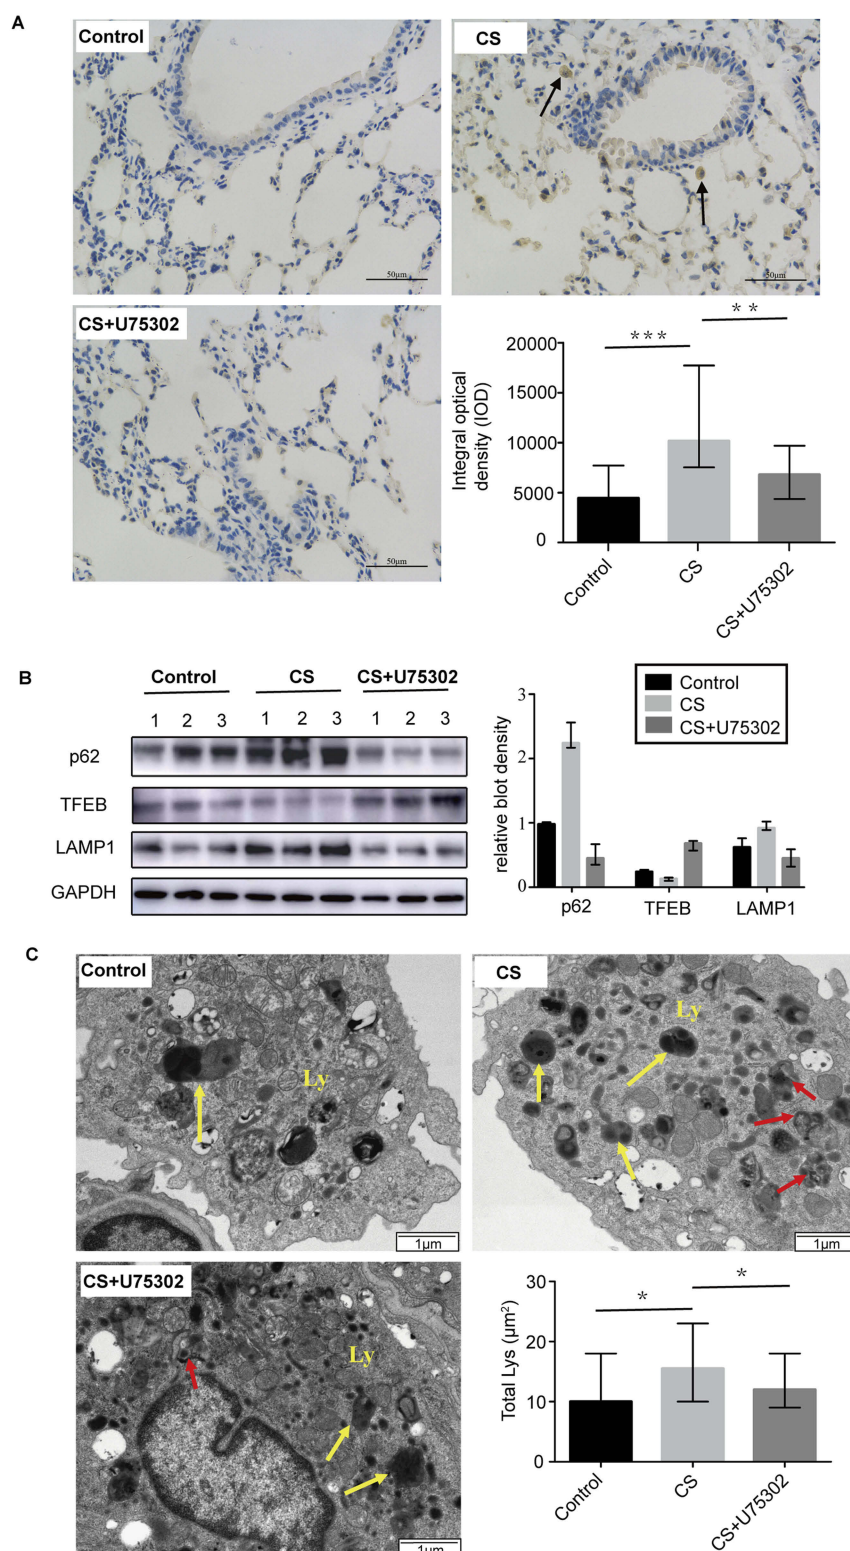 A
Control
50μm
CS
50μm
CS+U75302
50μm
*** **
20000
15000
10000
5000
0
Integral optical
density (IOD)
Control
CS
CS+U75302
B
Control CS CS+U75302
1 2 3 1 2 3 1 2 3
p62
TFEB
LAMP1
GAPDH
Control
CS
CS+U75302
3
2
1
0
relative blot density
p62 TFEB LAMP1
C
Control
Ly
1μm
CS
Ly
1μm
CS+U75302
Ly
1μm
* *
30
20
10
0
Total Lys (μm²)
Control
CS
CS+U75302